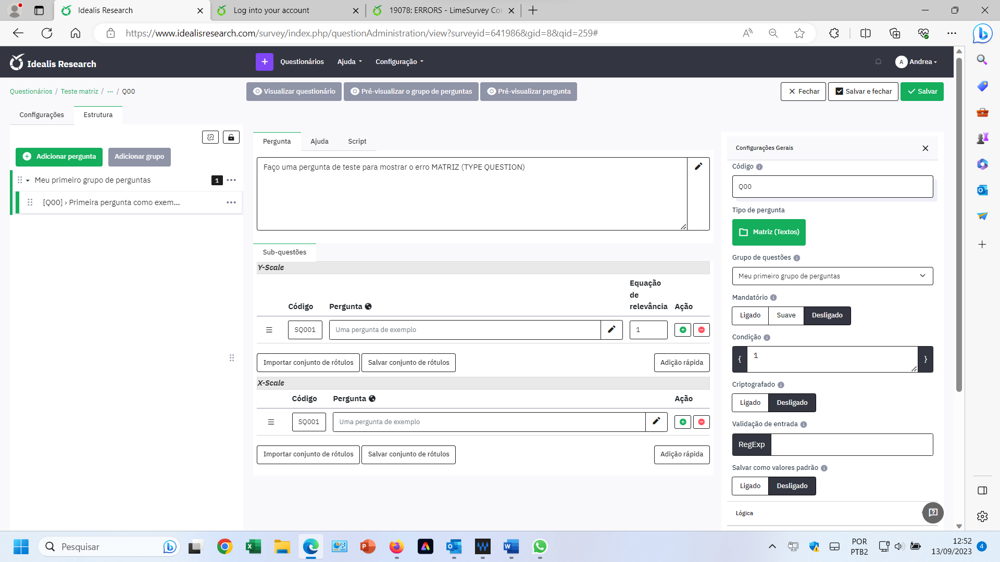 Idealis Research
Log into your account
19078: ERRORS - LimeSurvey Co
https://www.idealisresearch.com/survey/index.php/questionAdministration/view?surveyid=641986&gid=8&qid=259#
Idealis Research
+ Questionários Ajuda Configuração
A Andrea
Questionários / Teste matriz / ... / Q00
Visualizar questionário
Pré-visualizar o grupo de perguntas
Pré-visualizar pergunta
Fechar
Salvar e fechar
Salvar
Configurações
Estrutura
Adicionar pergunta
Adicionar grupo
Meu primeiro grupo de perguntas 1
[Q00] › Primeira pergunta como exem...
Pergunta
Ajuda
Script
Faço uma pergunta de teste para mostrar o erro MATRIZ (TYPE QUESTION)
Sub-questões
Y-Scale
Código
Pergunta
Equação
de
relevância
Ação
SQ001
Uma pergunta de exemplo
1
Importar conjunto de rótulos
Salvar conjunto de rótulos
Adição rápida
X-Scale
Código
Pergunta
Ação
SQ001
Uma pergunta de exemplo
Importar conjunto de rótulos
Salvar conjunto de rótulos
Adição rápida
Configurações Gerais
Código
Q00
Tipo de pergunta
Matriz (Textos)
Grupo de questões
Meu primeiro grupo de perguntas
Mandatório
Ligado
Suave
Desligado
Condição
{ 1 }
Criptografado
Ligado
Desligado
Validação de entrada
RegExp
Salvar como valores padrão
Ligado
Desligado
Lógica
Pesquisar
POR
PTB2
12:52
13/09/2023
4